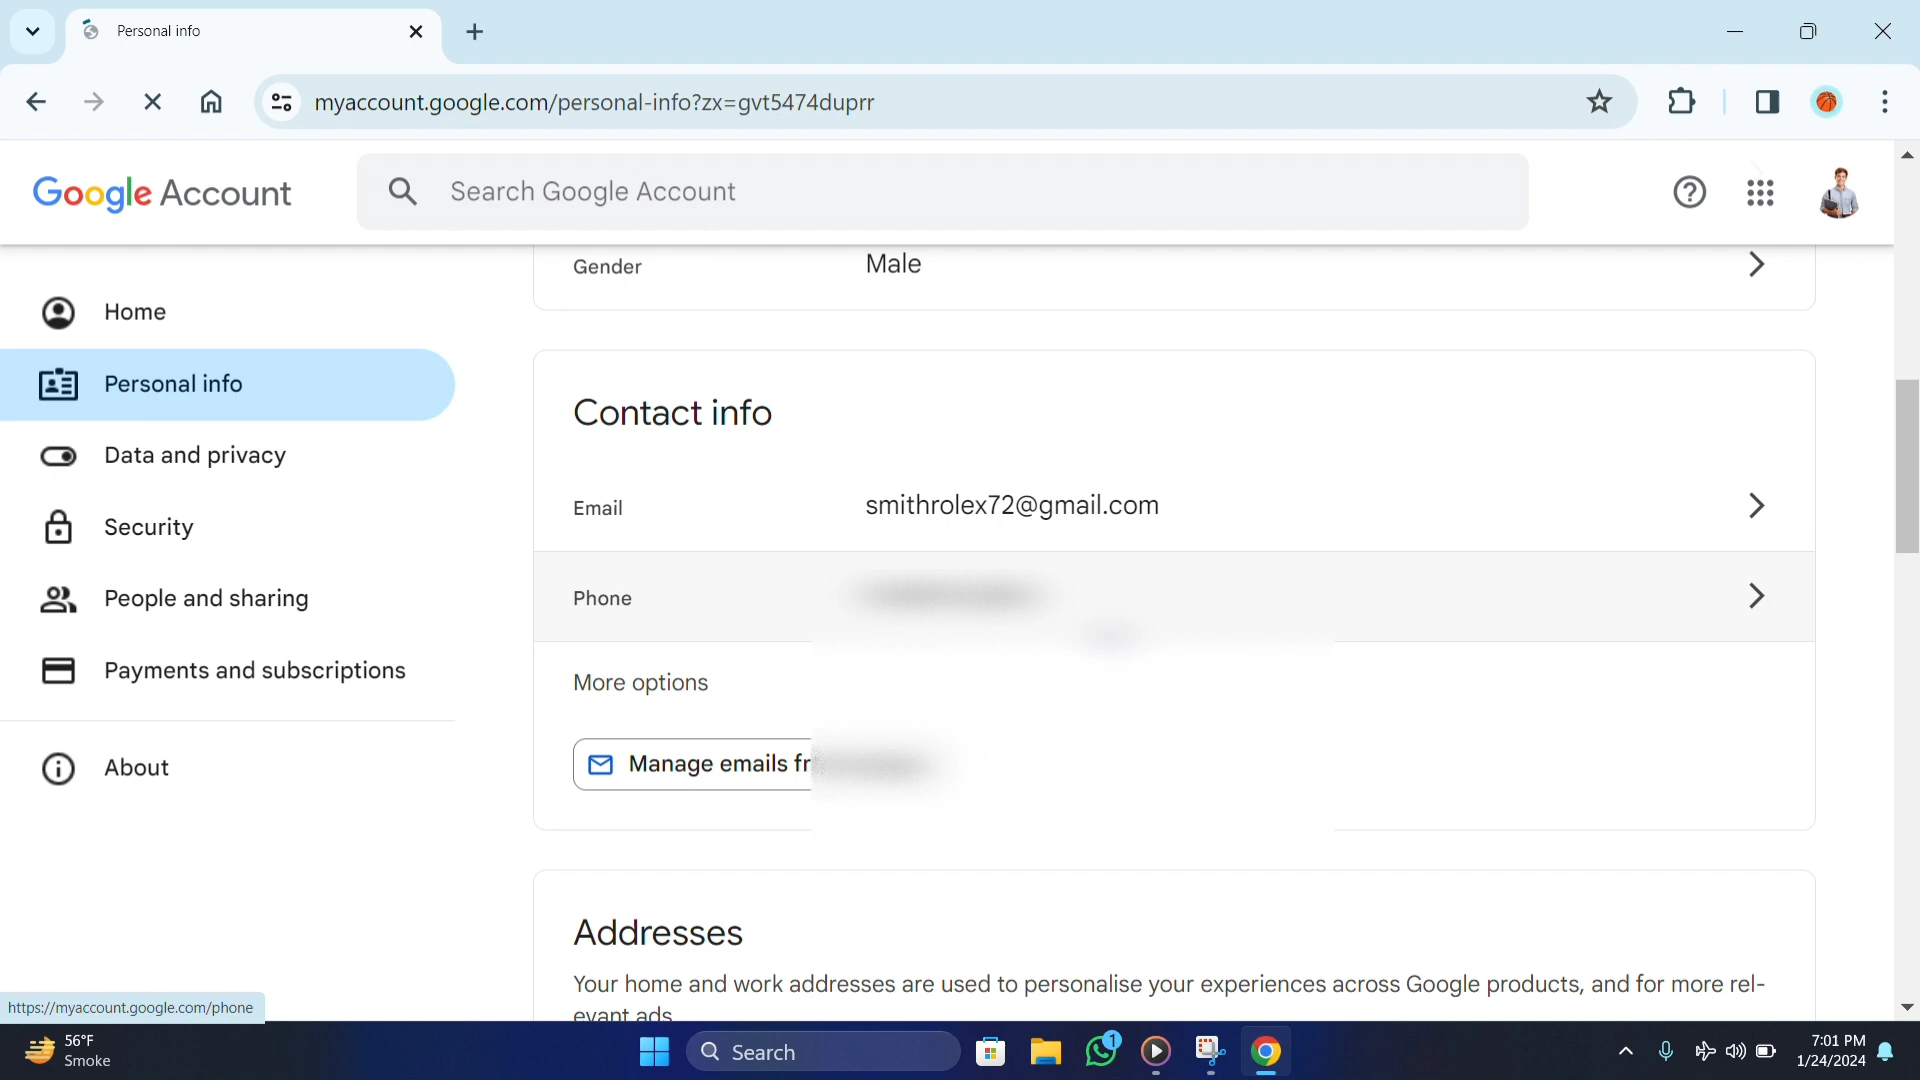 Personal info
myaccount.google.com/personal-info?zx=gvt5474duprr
Google Account
Search Google Account
Home
Personal info
Data and privacy
Security
People and sharing
Payments and subscriptions
About
Gender Male
Contact info
Email smithrolex72@gmail.com
Phone
More options
Manage emails
Addresses
Your home and work addresses are used to personalise your experiences across Google products, and for more rel-
evant ads
https://myaccount.google.com/phone
56°F
Smoke
Search
1
7:01 PM
1/24/2024